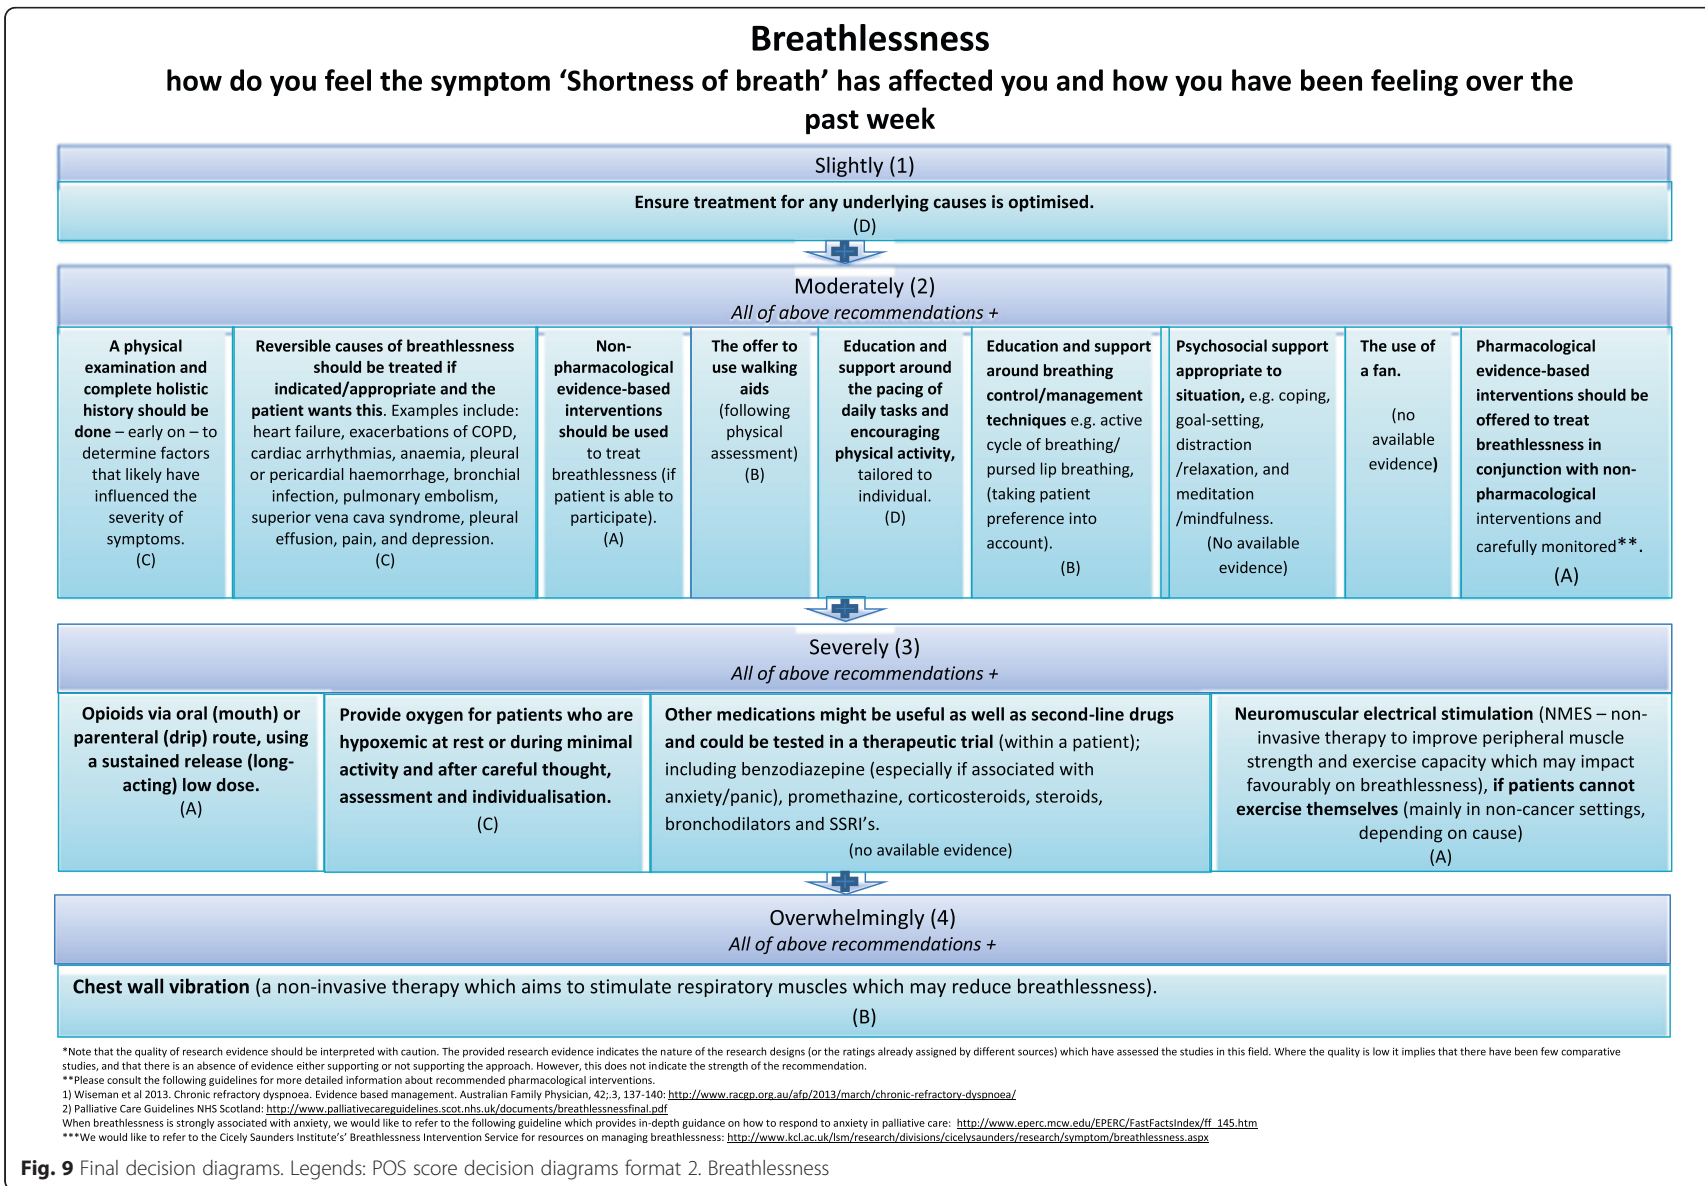 Breathlessness
how do you feel the symptom ‘Shortness of breath’ has affected you and how you have been feeling over the
past week
Slightly (1)
Ensure treatment for any underlying causes is optimised.
(D)
Moderately (2)
All of above recommendations +
A physical
examination and
complete holistic
history should be
done – early on – to
determine factors
that likely have
influenced the
severity of
symptoms.
(C)
Reversible causes of breathlessness
should be treated if
indicated/appropriate and the
patient wants this. Examples include:
heart failure, exacerbations of COPD,
cardiac arrhythmias, anaemia, pleural
or pericardial haemorrhage, bronchial
infection, pulmonary embolism,
superior vena cava syndrome, pleural
effusion, pain, and depression.
(C)
Non-
pharmacological
evidence-based
interventions
should be used
to treat
breathlessness (if
patient is able to
participate).
(A)
The offer to
use walking
aids
(following
physical
assessment)
(B)
Education and
support around
the pacing of
daily tasks and
encouraging
physical activity,
tailored to
individual.
(D)
Education and support
around breathing
control/management
techniques e.g. active
cycle of breathing/
pursed lip breathing,
(taking patient
preference into
account).
(B)
Psychosocial support
appropriate to
situation, e.g. coping,
goal-setting,
distraction
/relaxation, and
meditation
/mindfulness.
(No available
evidence)
The use of
a fan.
(no
available
evidence)
Pharmacological
evidence-based
interventions should be
offered to treat
breathlessness in
conjunction with non-
pharmacological
interventions and
carefully monitored**.
(A)
Severely (3)
All of above recommendations +
Opioids via oral (mouth) or
parenteral (drip) route, using
a sustained release (long-
acting) low dose.
(A)
Provide oxygen for patients who are
hypoxemic at rest or during minimal
activity and after careful thought,
assessment and individualisation.
(C)
Other medications might be useful as well as second-line drugs
and could be tested in a therapeutic trial (within a patient);
including benzodiazepine (especially if associated with
anxiety/panic), promethazine, corticosteroids, steroids,
bronchodilators and SSRI’s.
(no available evidence)
Neuromuscular electrical stimulation (NMES – non-
invasive therapy to improve peripheral muscle
strength and exercise capacity which may impact
favourably on breathlessness), if patients cannot
exercise themselves (mainly in non-cancer settings,
depending on cause)
(A)
Overwhelmingly (4)
All of above recommendations +
Chest wall vibration (a non-invasive therapy which aims to stimulate respiratory muscles which may reduce breathlessness).
(B)
*Note that the quality of research evidence should be interpreted with caution. The provided research evidence indicates the nature of the research designs (or the ratings already assigned by different sources) which have assessed the studies in this field. Where the quality is low it implies that there have been few comparative
studies, and that there is an absence of evidence either supporting or not supporting the approach. However, this does not indicate the strength of the recommendation.
**Please consult the following guidelines for more detailed information about recommended pharmacological interventions.
1) Wiseman et al 2013. Chronic refractory dyspnoea. Evidence based management. Australian Family Physician, 42;.3, 137-140: http://www.racgp.org.au/afp/2013/march/chronic-refractory-dyspnoea/
2) Palliative Care Guidelines NHS Scotland: http://www.palliativecareguidelines.scot.nhs.uk/documents/breathlessnessfinal.pdf
When breathlessness is strongly associated with anxiety, we would like to refer to the following guideline which provides in-depth guidance on how to respond to anxiety in palliative care: http://www.eperc.mcw.edu/EPERC/FastFactsIndex/ff_145.htm
***We would like to refer to the Cicely Saunders Institute’s’ Breathlessness Intervention Service for resources on managing breathlessness: http://www.kcl.ac.uk/lsm/research/divisions/cicelysaunders/research/symptom/breathlessness.aspx
Fig. 9 Final decision diagrams. Legends: POS score decision diagrams format 2. Breathlessness